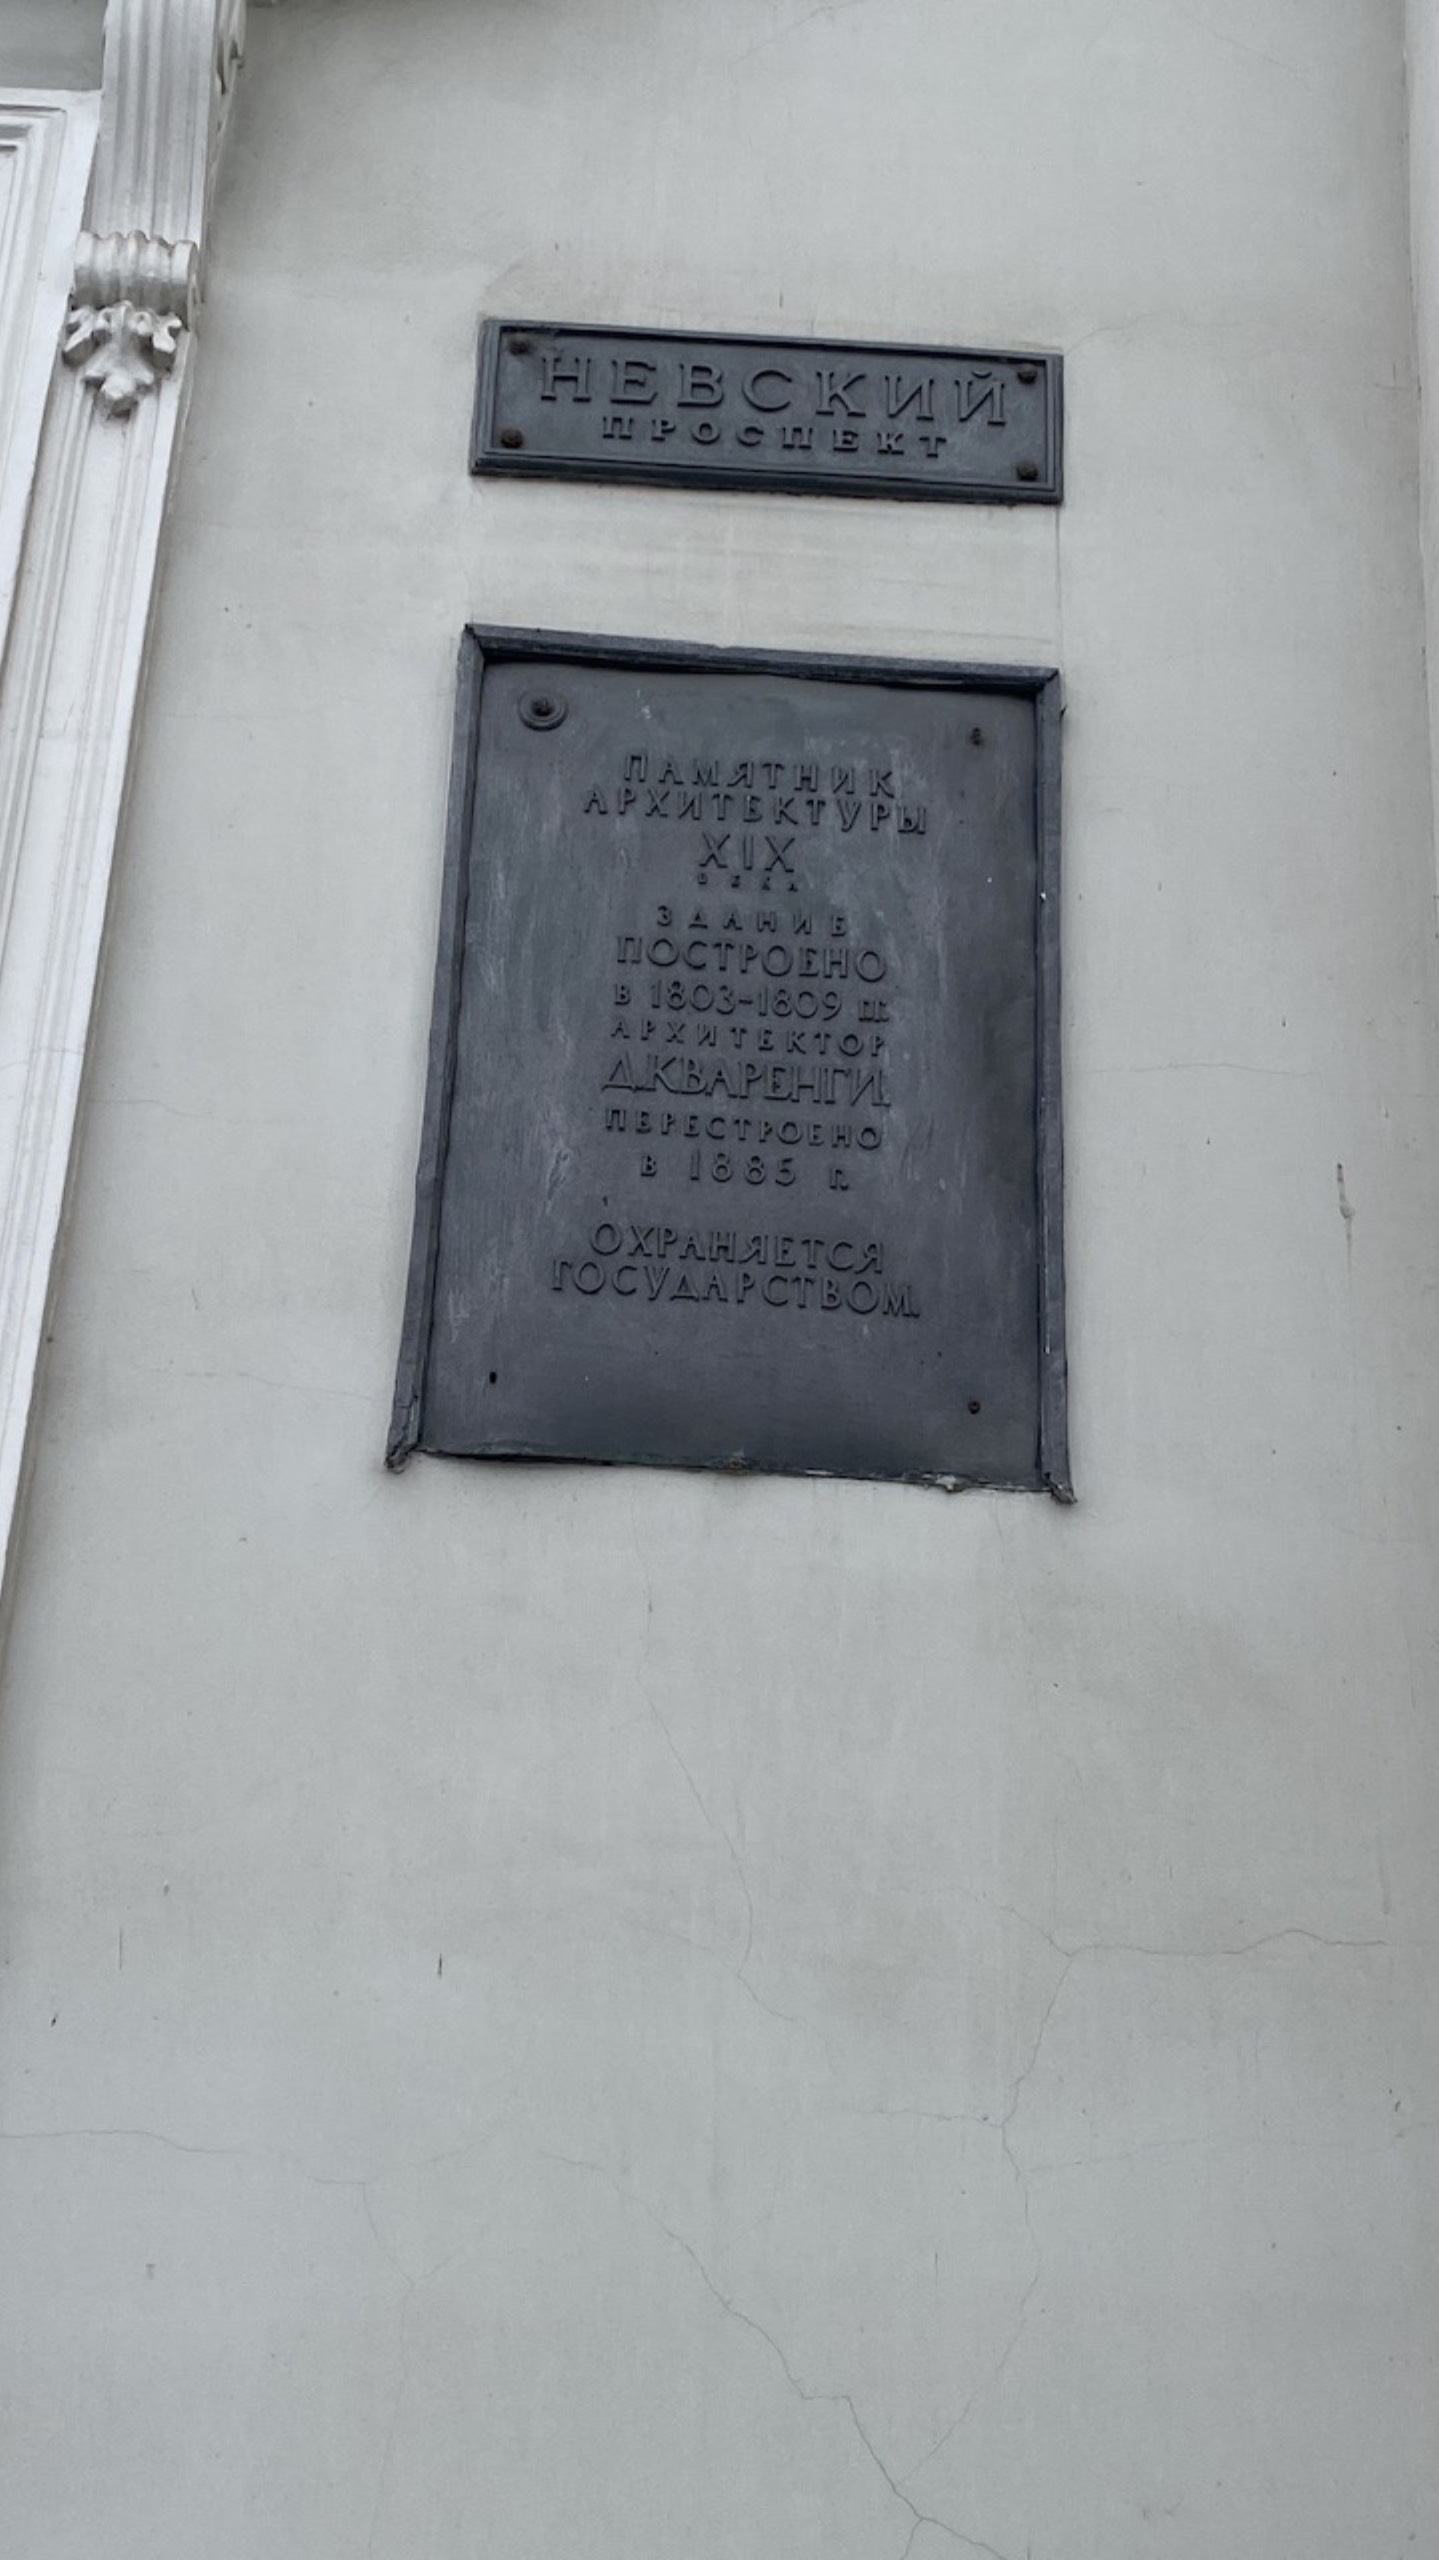 НЕВСКИЙ
ПРОСПЕКТ
ПАМЯТНИК
АРХИТЕКТУРЫ
XIX
ВЕКА
ЗДАНИЕ
ПОСТРОЕНО
в 1803-1809 гг.
АРХИТЕКТОР
Д.КВАРЕНГИ.
ПЕРЕСТРОЕНО
в 1885 г.
ОХРАНЯЕТСЯ
ГОСУДАРСТВОМ.